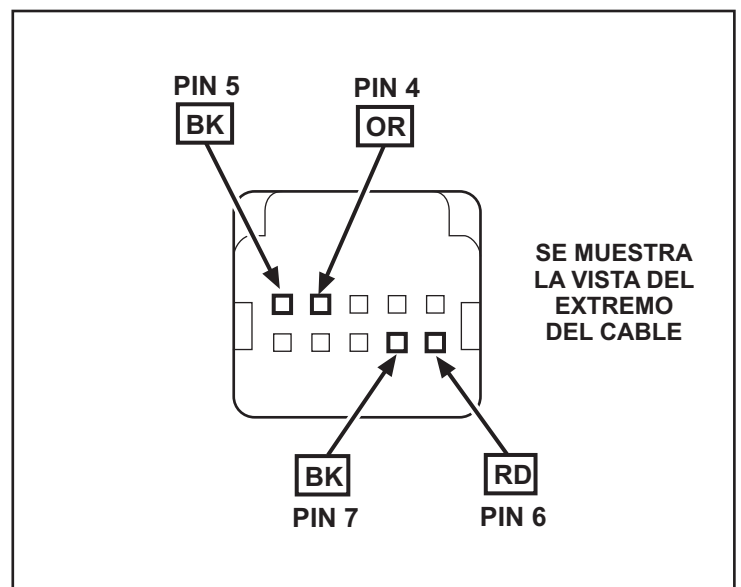 PIN 5
BK
PIN 4
OR
SE MUESTRA
LA VISTA DEL
EXTREMO
DEL CABLE
BK
PIN 7
RD
PIN 6